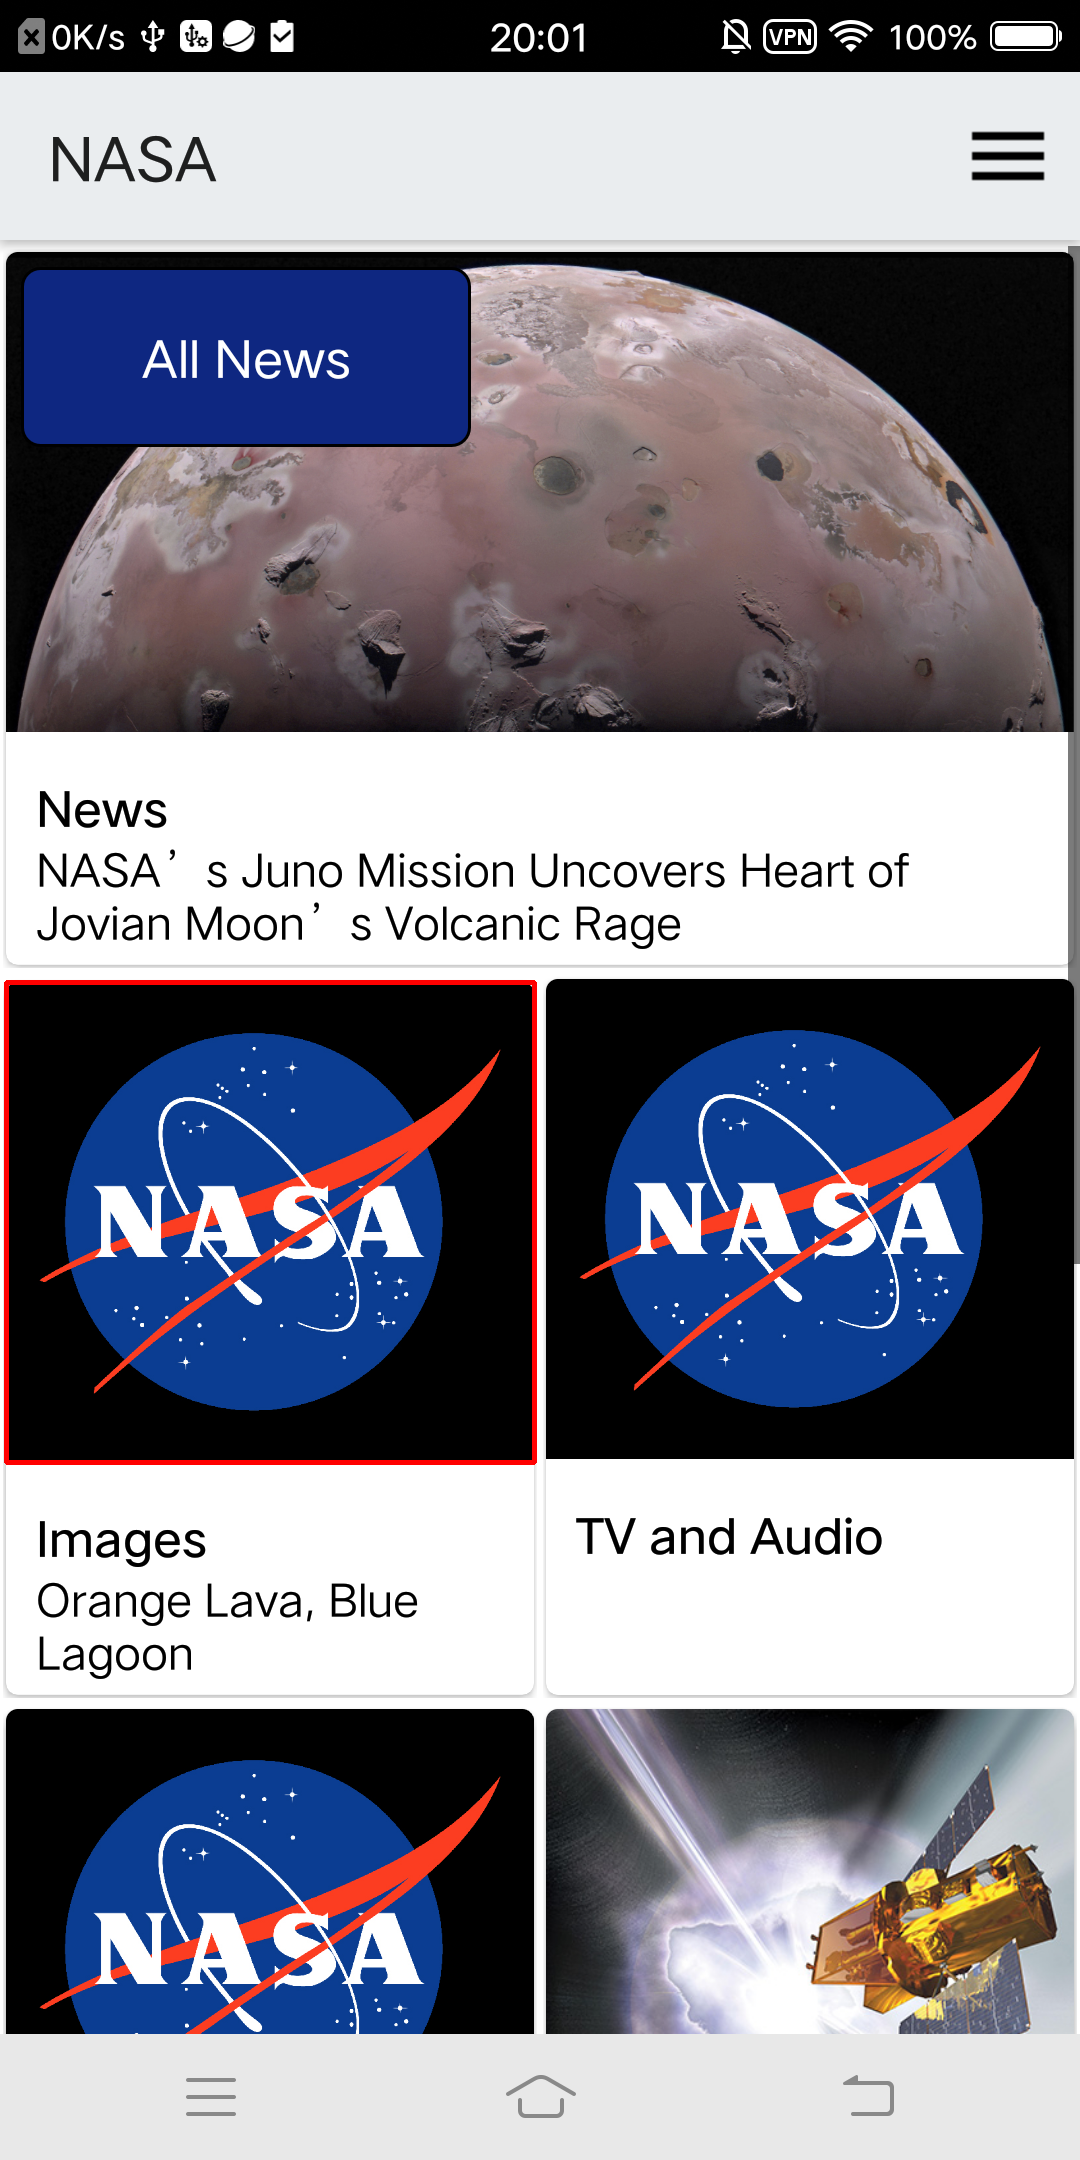 0K/s
20:01
VPN
100%
NASA
All News
News
NASA’s Juno Mission Uncovers Heart of
Jovian Moon’s Volcanic Rage
NASA
NASA
Images
Orange Lava, Blue
Lagoon
TV and Audio
NASA